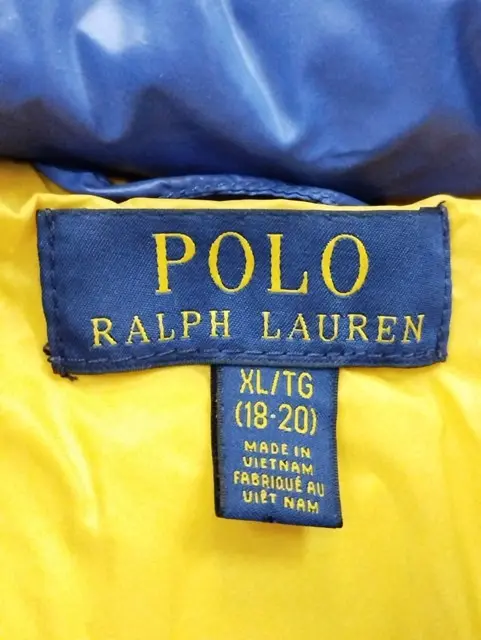 POLO
RALPH LAUREN
XL/TG
(18-20)
MADE IN
VIETNAM
FABRIQUÉ AU
VIÊT NAM